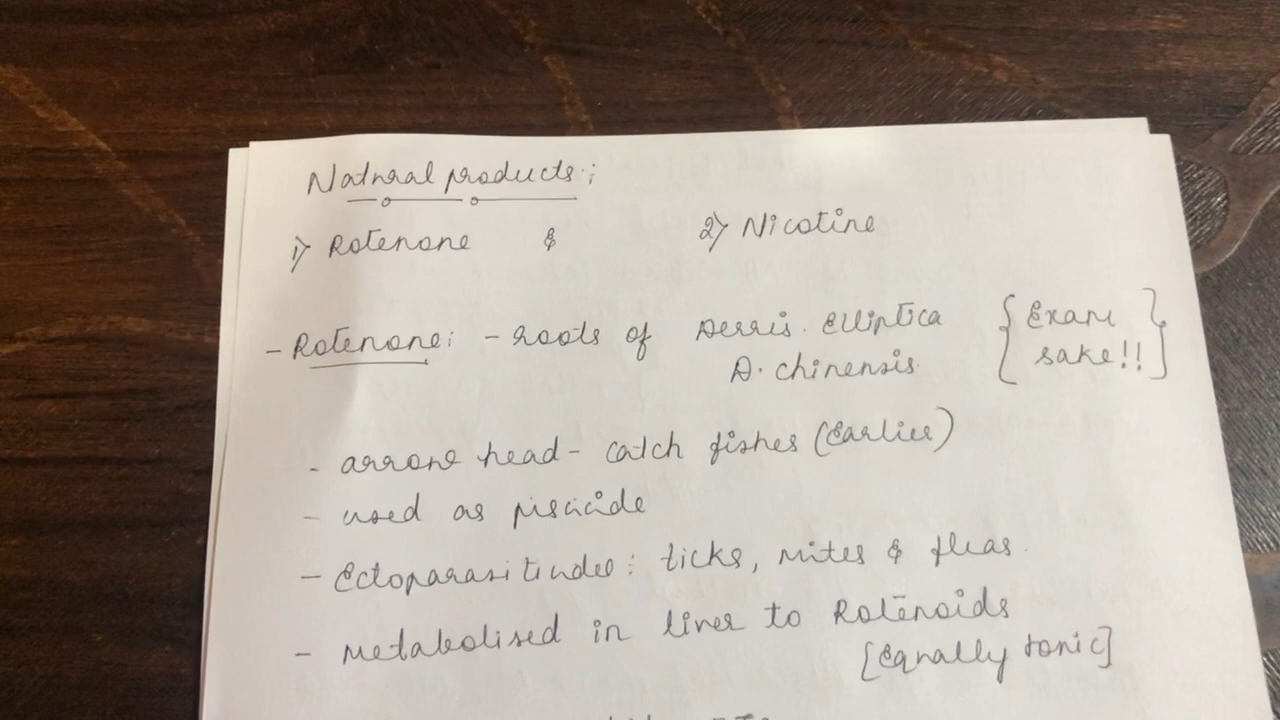 Natural products:;
1) Rotenone & 2) Nicotine
- Rotenone: - roots of Derris. elliptica { Exam
D. chinensis. sake!! }
- arrow head - catch fishes (Earlier)
- used as piscicide
- Ectoparasiticidee : ticks, mites & fleas.
- Metabolised in liver to Rotenoids
[Equally toxic]